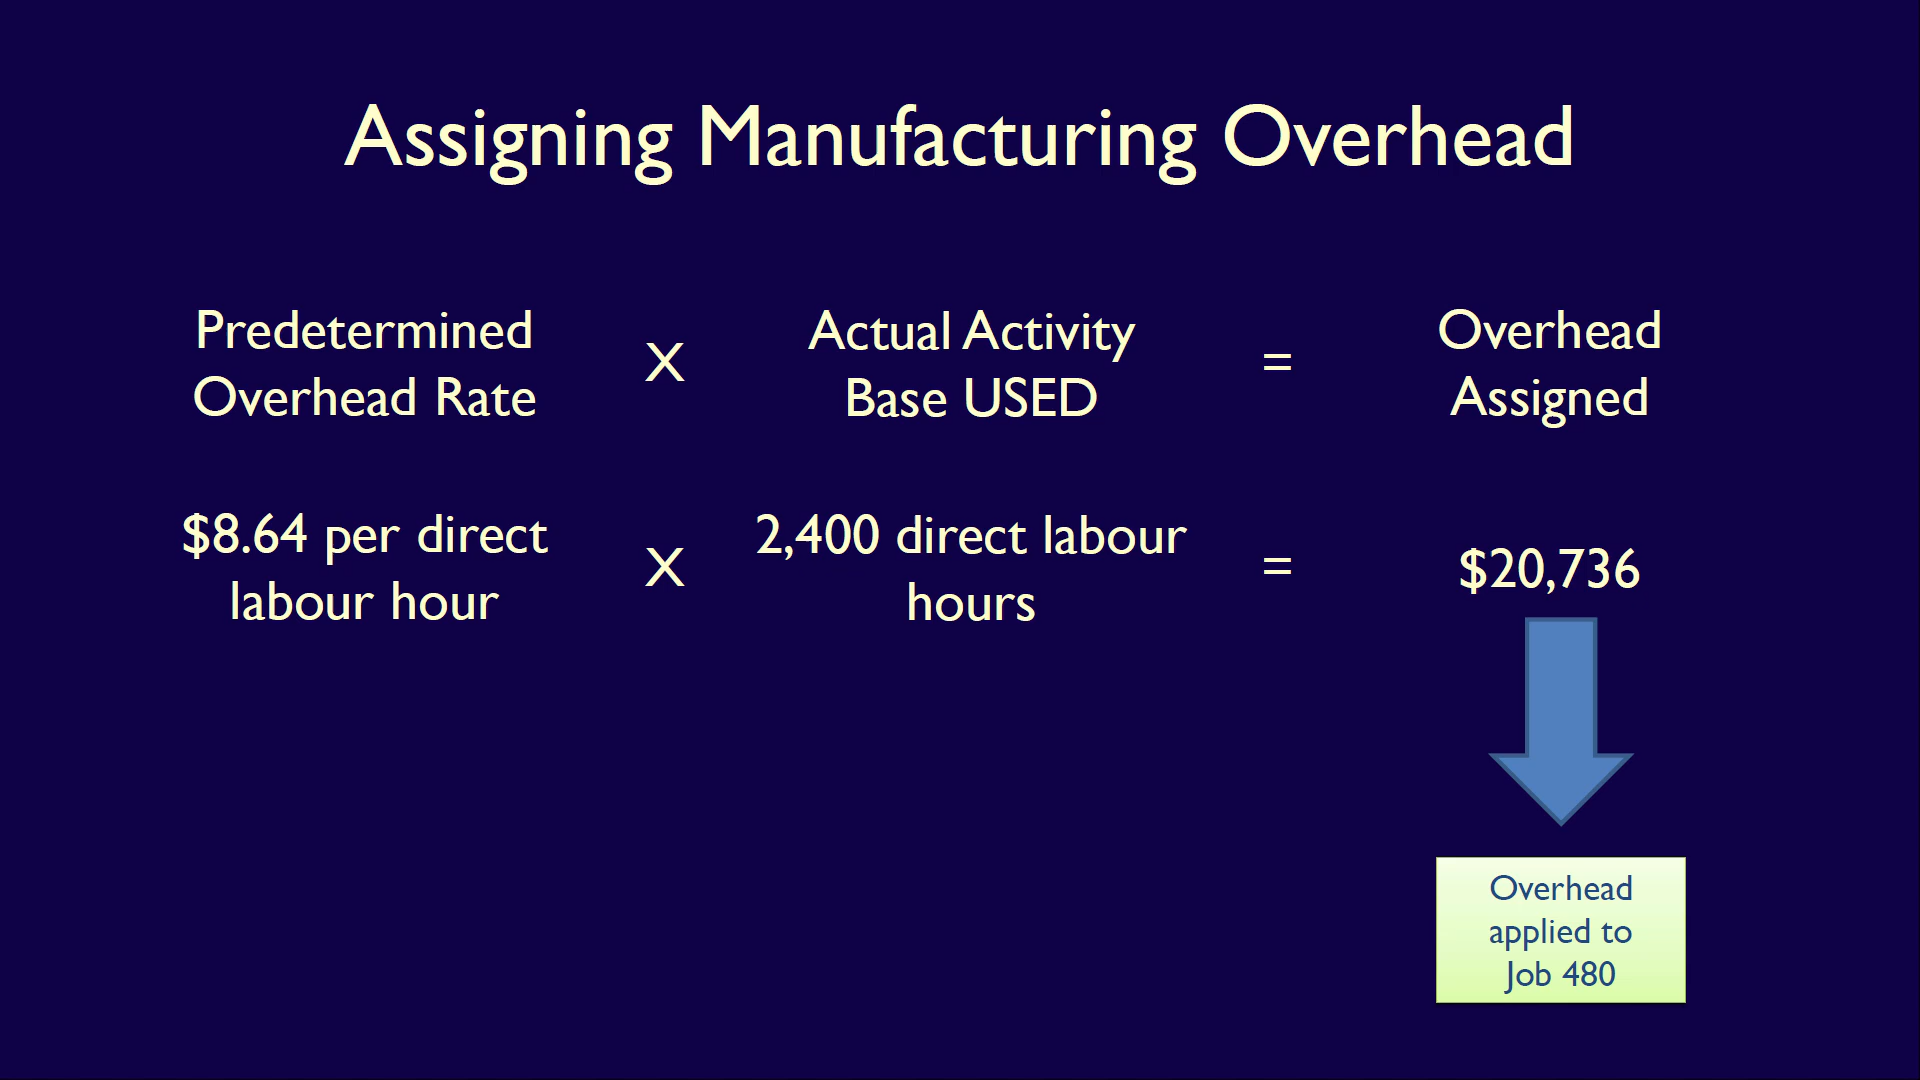 Assigning Manufacturing Overhead
Predetermined
Overhead Rate
X
Actual Activity
Base USED
=
Overhead
Assigned
$8.64 per direct
labour hour
X
2,400 direct labour
hours
=
$20,736
Overhead
applied to
Job 480